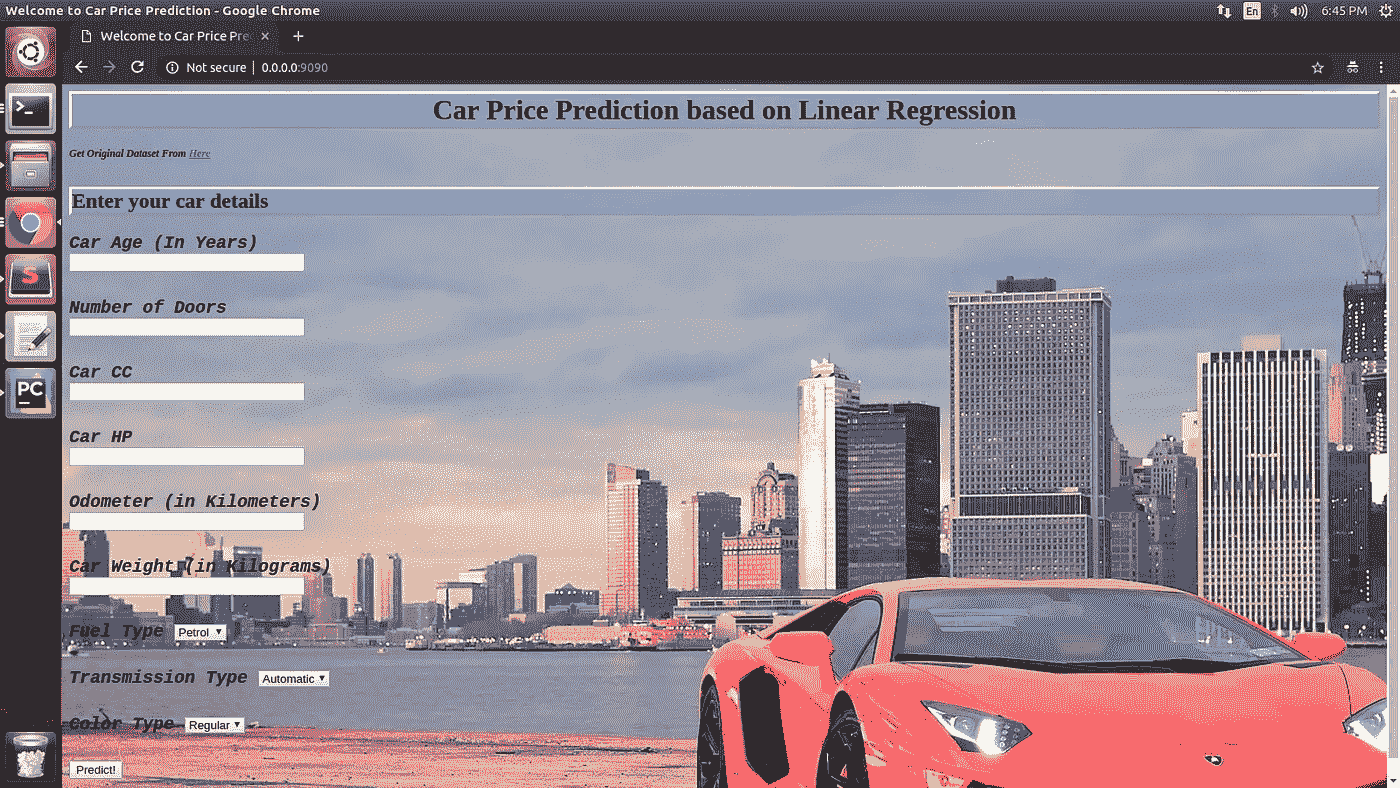 Welcome to Car Price Prediction - Google Chrome
En
6:45 PM
Welcome to Car Price Pre
Not secure | 0.0.0.0:9090
Car Price Prediction based on Linear Regression
Get Original Dataset From Here
Enter your car details
Car Age (In Years)
Number of Doors
Car CC
Car HP
Odometer (in Kilometers)
Car Weight (in Kilograms)
Fuel Type Petrol
Transmission Type Automatic
Color Type Regular
Predict!
S
PC